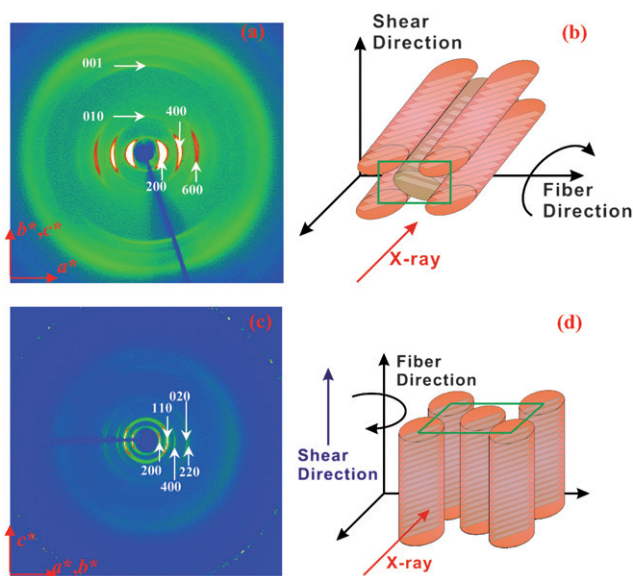 (a)
001
010
400
200
600
b*,c*
a*
Shear
Direction
(b)
Fiber
Direction
X-ray
(c)
020
110
200
220
400
c*
a*,b*
(d)
Fiber
Direction
Shear
Direction
X-ray